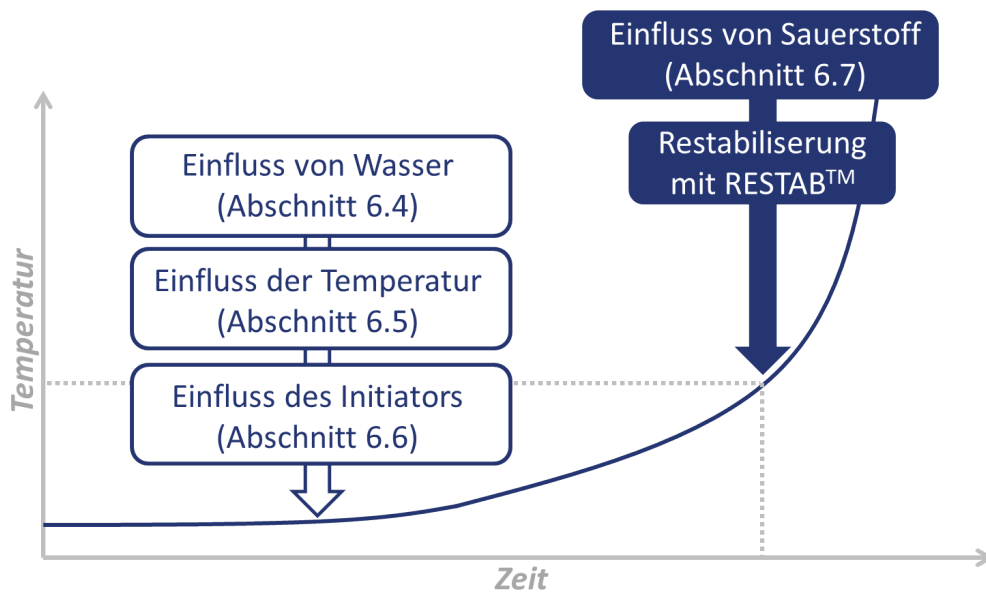 Einfluss von Sauerstoff
(Abschnitt 6.7)
Restabiliserung
mit RESTAB™
Einfluss von Wasser
(Abschnitt 6.4)
Einfluss der Temperatur
(Abschnitt 6.5)
Einfluss des Initiators
(Abschnitt 6.6)
Temperatur
Zeit